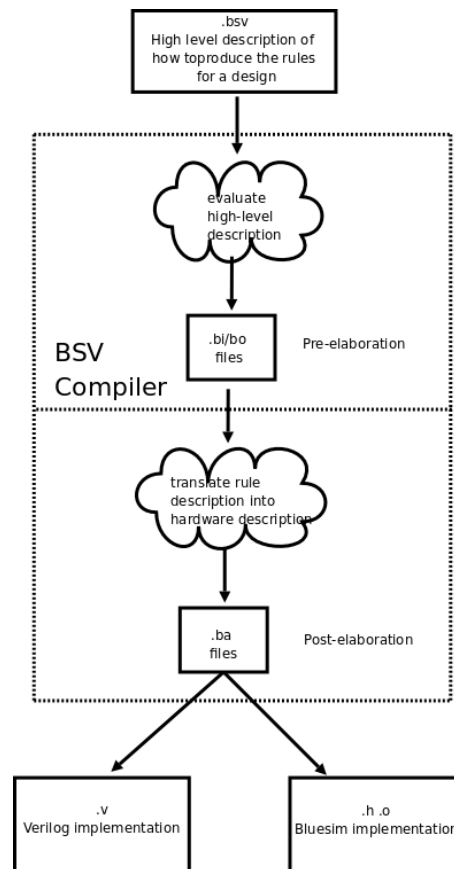 .bsv
High level description of
how toproduce the rules
for a design
evaluate
high-level
description
.bi/bo
files
Pre-elaboration
BSV
Compiler
translate rule
description into
hardware description
.ba
files
Post-elaboration
.v
Verilog implementation
.h .o
Bluesim implementation